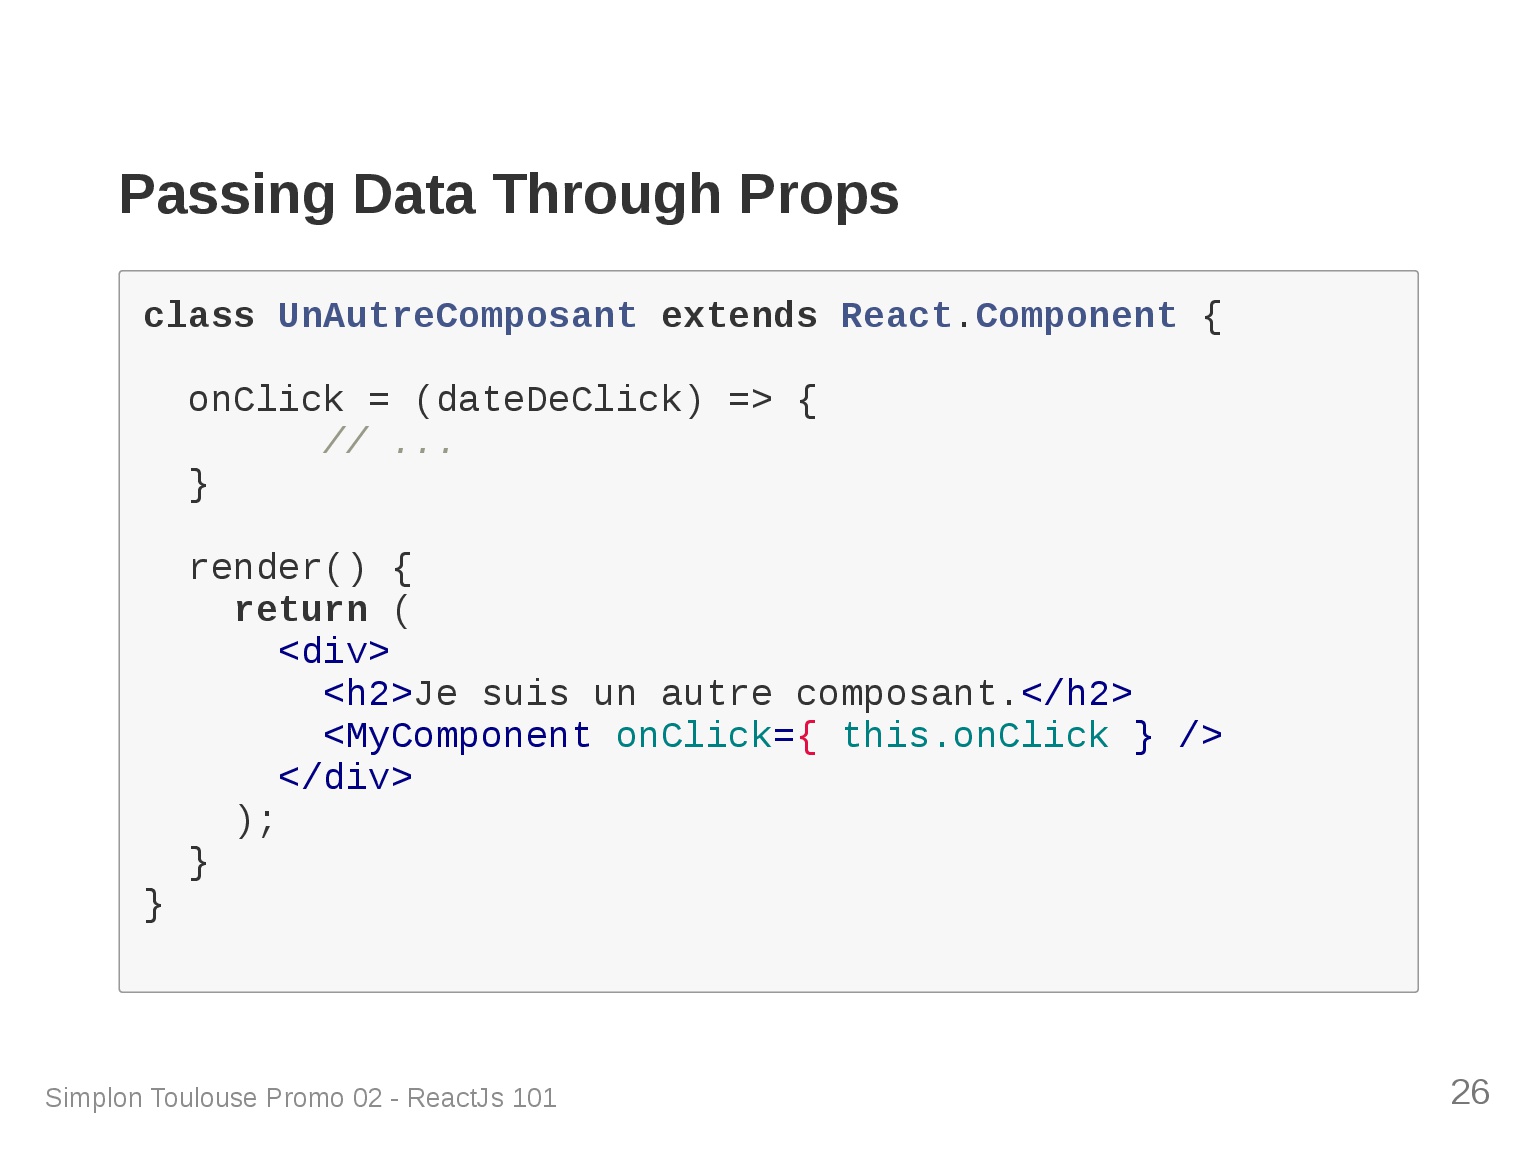 Passing Data Through Props
class UnAutreComposant extends React.Component {
  onClick = (dateDeClick) => {
        // ...
  }
  render() {
    return (
      <div>
        <h2>Je suis un autre composant.</h2>
        <MyComponent onClick={ this.onClick } />
      </div>
    );
  }
}
Simplon Toulouse Promo 02 - ReactJs 101
26